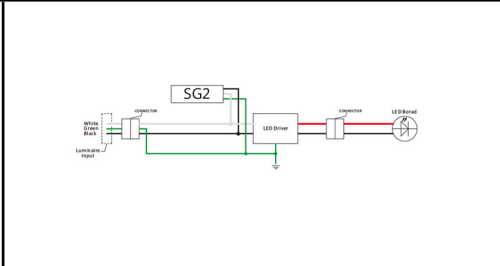 SG2
CONNECTOR
CONNECTOR
LED Borad
White
Green
Black
LED Driver
Luminaire
Input